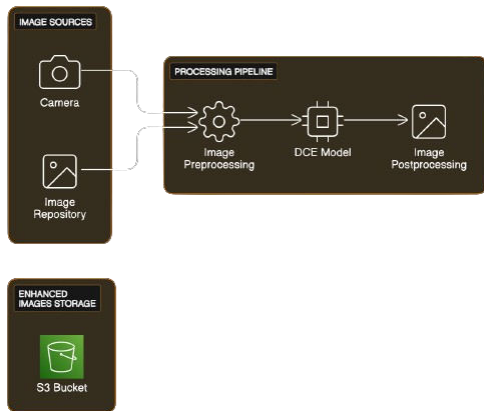 IMAGE SOURCES
Camera
Image
Repository
PROCESSING PIPELINE
Image
Preprocessing
DCE Model
Image
Postprocessing
ENHANCED
IMAGES STORAGE
S3 Bucket